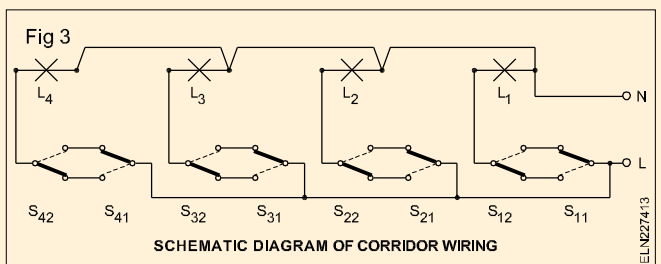 Fig 3
L4 L3 L2 L1
N
L
S42 S41 S32 S31 S22 S21 S12 S11
SCHEMATIC DIAGRAM OF CORRIDOR WIRING
ELN227413